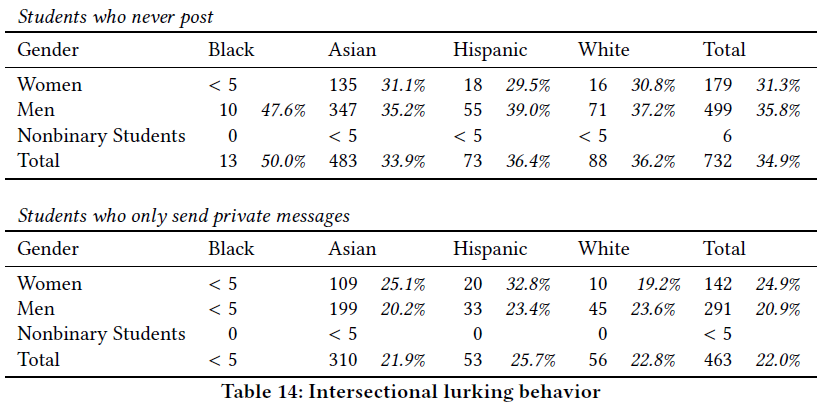 Students who never post
Gender Black Asian Hispanic White Total
Women < 5 135 31.1% 18 29.5% 16 30.8% 179 31.3%
Men 10 47.6% 347 35.2% 55 39.0% 71 37.2% 499 35.8%
Nonbinary Students 0 < 5 < 5 < 5 6
Total 13 50.0% 483 33.9% 73 36.4% 88 36.2% 732 34.9%
Students who only send private messages
Gender Black Asian Hispanic White Total
Women < 5 109 25.1% 20 32.8% 10 19.2% 142 24.9%
Men < 5 199 20.2% 33 23.4% 45 23.6% 291 20.9%
Nonbinary Students 0 < 5 0 0 < 5
Total < 5 310 21.9% 53 25.7% 56 22.8% 463 22.0%
Table 14: Intersectional lurking behavior